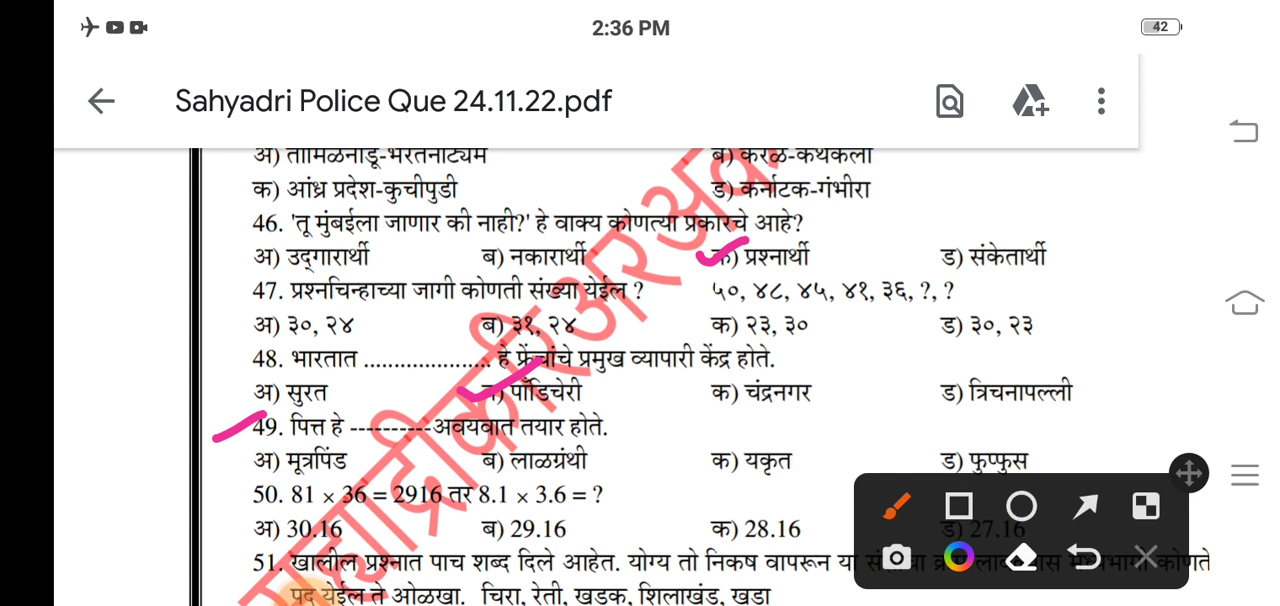 2:36 PM
42
Sahyadri Police Que 24.11.22.pdf
अ) तामिळनाडू-भरतनाट्यम ब) केरळ-कथकली
क) आंध्र प्रदेश-कुचीपुडी ड) कर्नाटक-गंभीरा
46. 'तू मुंबईला जाणार की नाही?' हे वाक्य कोणत्या प्रकारचे आहे?
अ) उद्‌गारार्थी ब) नकारार्थी क) प्रश्नार्थी ड) संकेतार्थी
47. प्रश्नचिन्हाच्या जागी कोणती संख्या येईल ? ५०, ४८, ४५, ४१, ३६, ?, ?
अ) ३०, २४ ब) ३१, २४ क) २३, ३० ड) ३०, २३
48. भारतात ..................... हे फ्रेंचांचे प्रमुख व्यापारी केंद्र होते.
अ) सुरत ब) पाँडिचेरी क) चंद्रनगर ड) त्रिचनापल्ली
49. पित्त हे ---------- अवयवात तयार होते.
अ) मूत्रपिंड ब) लाळग्रंथी क) यकृत ड) फुप्फुस
50. 81 × 36 = 2916 तर 8.1 × 3.6 = ?
अ) 30.16 ब) 29.16 क) 28.16 ड) 27.16
51. खालील प्रश्नात पाच शब्द दिले आहेत. योग्य तो निकष वापरून या कोणते
पद येईल ते ओळखा. चिरा, रेती, खडक, शिलाखंड, खडा